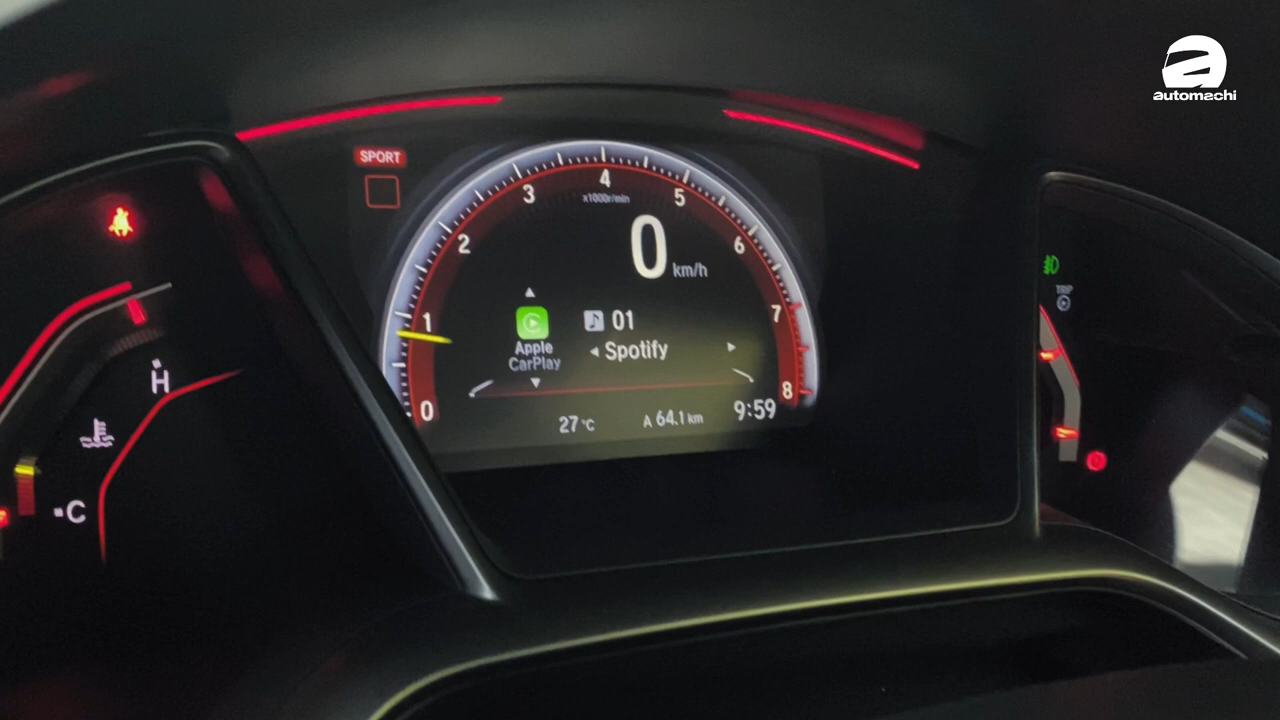 automachi
SPORT
0 1 2 3 4 5 6 7 8
x1000r/min
0 km/h
01
Apple
CarPlay
Spotify
27°C
A 64.1 km
9:59
H
C
TRIP